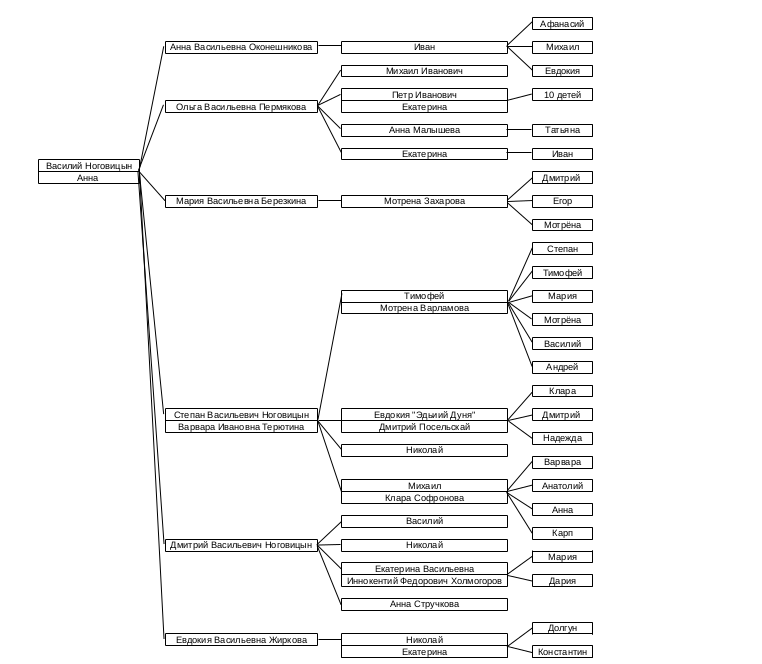 Афанасий
Анна Васильевна Оконешникова
Иван
Михаил
Евдокия
Михаил Иванович
Ольга Васильевна Пермякова
Петр Иванович
Екатерина
10 детей
Анна Малышева
Татьяна
Екатерина
Иван
Василий Ноговицын
Анна
Мария Васильевна Березкина
Мотрена Захарова
Дмитрий
Егор
Мотрёна
Тимофей
Мотрена Варламова
Степан
Тимофей
Мария
Мотрёна
Василий
Андрей
Степан Васильевич Ноговицын
Варвара Ивановна Терютина
Евдокия "Эдьиий Дуня"
Дмитрий Посельскай
Клара
Дмитрий
Надежда
Николай
Михаил
Клара Софронова
Варвара
Анатолий
Анна
Карп
Дмитрий Васильевич Ноговицын
Василий
Николай
Екатерина Васильевна
Иннокентий Федорович Холмогоров
Мария
Дария
Анна Стручкова
Евдокия Васильевна Жиркова
Николай
Екатерина
Долгун
Константин